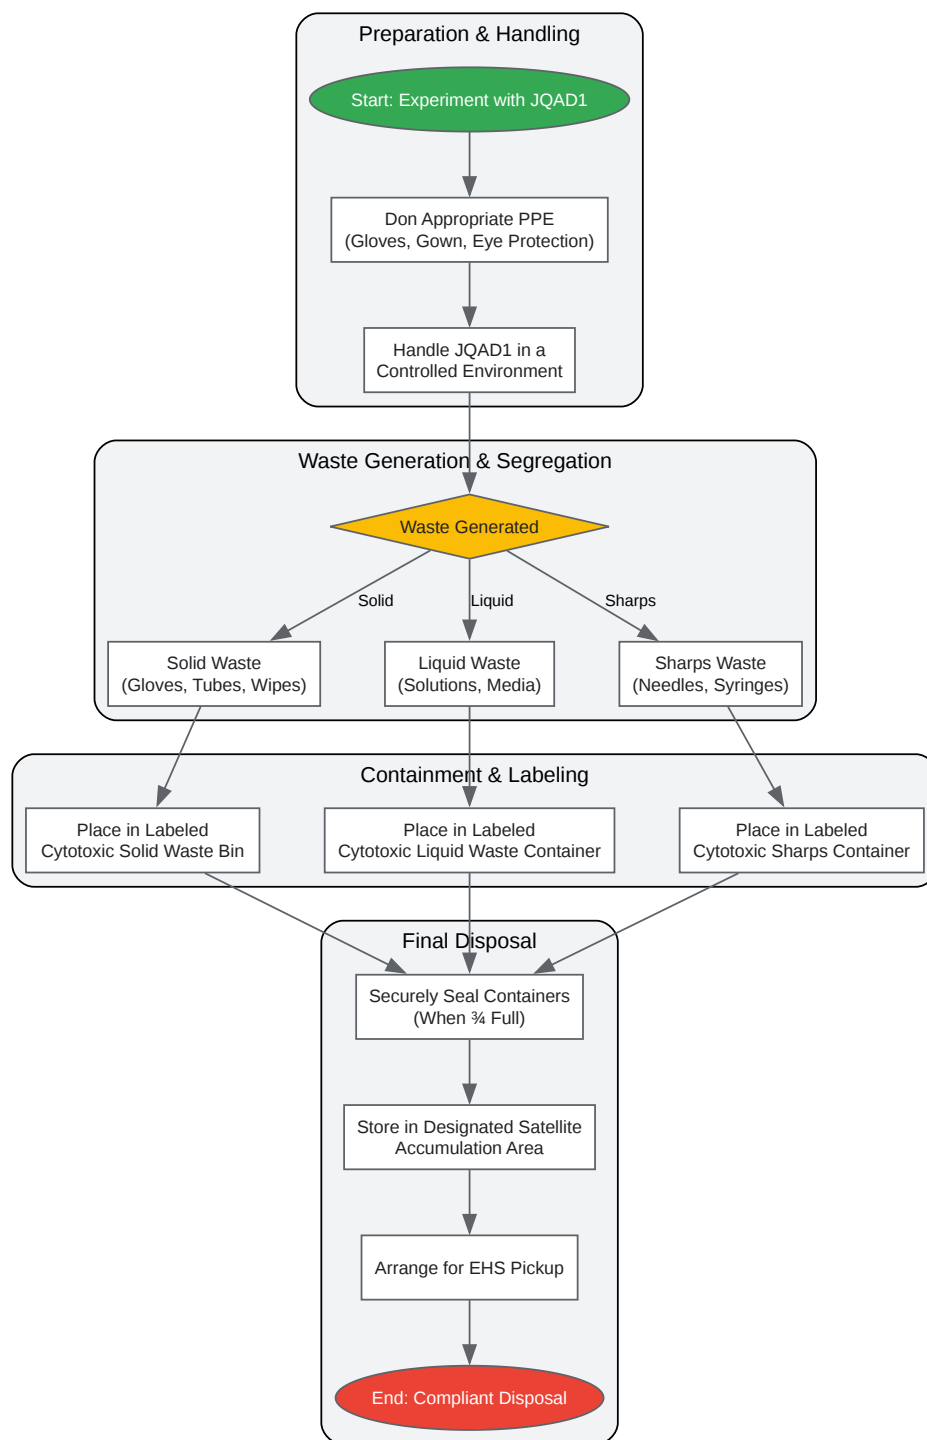 Preparation & Handling
Start: Experiment with JQAD1
Don Appropriate PPE
(Gloves, Gown, Eye Protection)
Handle JQAD1 in a
Controlled Environment
Waste Generation & Segregation
Waste Generated
Solid
Liquid
Sharps
Solid Waste
(Gloves, Tubes, Wipes)
Liquid Waste
(Solutions, Media)
Sharps Waste
(Needles, Syringes)
Containment & Labeling
Place in Labeled
Cytotoxic Solid Waste Bin
Place in Labeled
Cytotoxic Liquid Waste Container
Place in Labeled
Cytotoxic Sharps Container
Final Disposal
Securely Seal Containers
(When ¾ Full)
Store in Designated Satellite
Accumulation Area
Arrange for EHS Pickup
End: Compliant Disposal